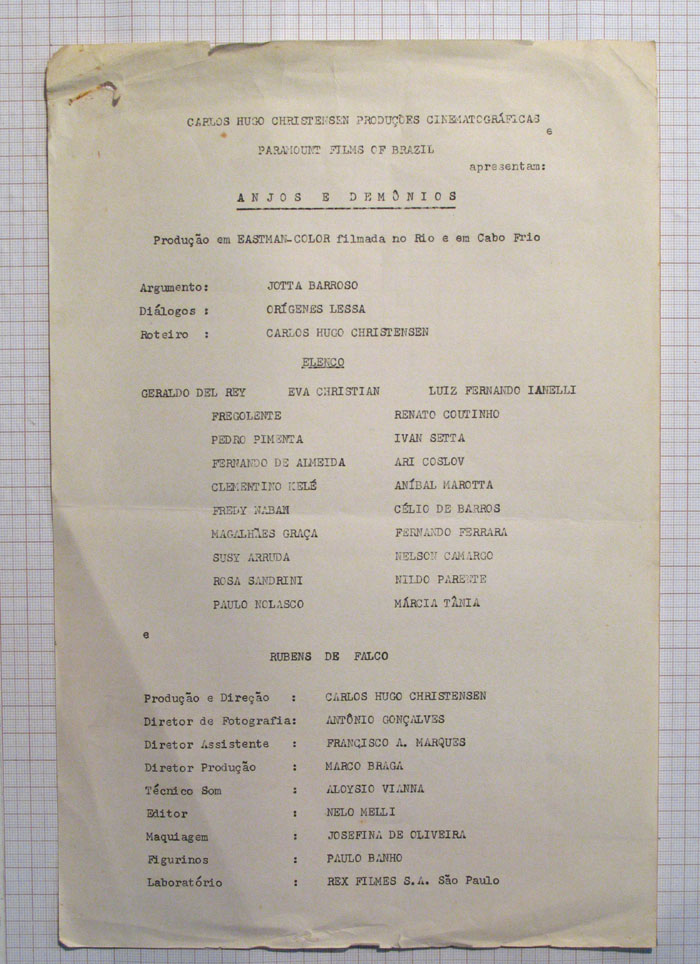 CARLOS HUGO CHRISTENSEN PRODUÇÕES CINEMATOGRÁFICAS
e
PARAMOUNT FILMS OF BRAZIL
apresentam:
ANJOS E DEMÔNIOS
Produção em EASTMAN-COLOR filmada no Rio e em Cabo Frio
Argumento: JOTTA BARROSO
Diálogos : ORÍGENES LESSA
Roteiro : CARLOS HUGO CHRISTENSEN
ELENCO
GERALDO DEL REY EVA CHRISTIAN LUIZ FERNANDO IANELLI
FREGOLENTE RENATO COUTINHO
PEDRO PIMENTA IVAN SETTA
FERNANDO DE ALMEIDA ARI COSLOV
CLEMENTINO KELÉ ANÍBAL MAROTTA
FREDY NABAN CÉLIO DE BARROS
MAGALHÃES GRAÇA FERNANDO FERRARA
SUSY ARRUDA NELSON CAMARGO
ROSA SANDRINI NILDO PARENTE
PAULO NOLASCO MÁRCIA TÂNIA
e
RUBENS DE FALCO
Produção e Direção : CARLOS HUGO CHRISTENSEN
Diretor de Fotografia: ANTÔNIO GONÇALVES
Diretor Assistente : FRANCISCO A. MARQUES
Diretor Produção : MARCO BRAGA
Técnico Som : ALOYSIO VIANNA
Editor : NELO MELLI
Maquiagem : JOSEFINA DE OLIVEIRA
Figurinos : PAULO BANHO
Laboratório : REX FILMES S.A. São Paulo